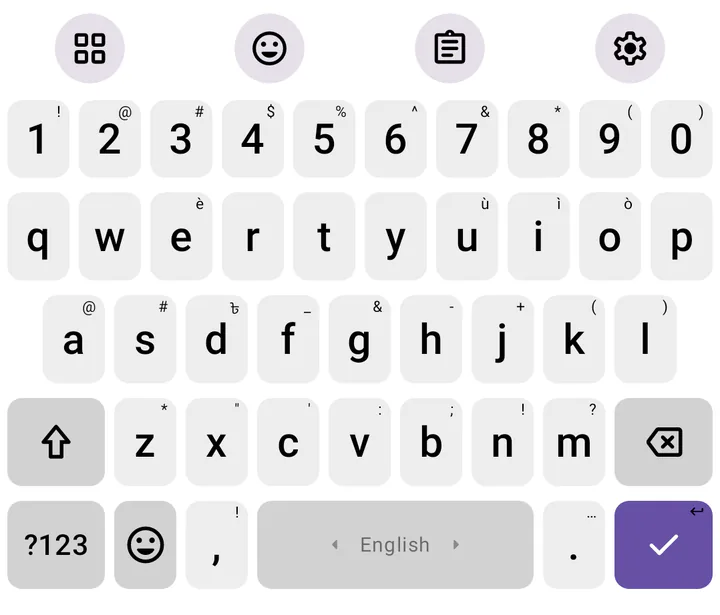 ! @ # $ % ^ & * ( )
1 2 3 4 5 6 7 8 9 0
è ù ì ò
q w e r t y u i o p
@ # _ & - + ( )
a s d f g h j k l
* " ' : ; ! ?
z x c v b n m
! …
?123 , English .